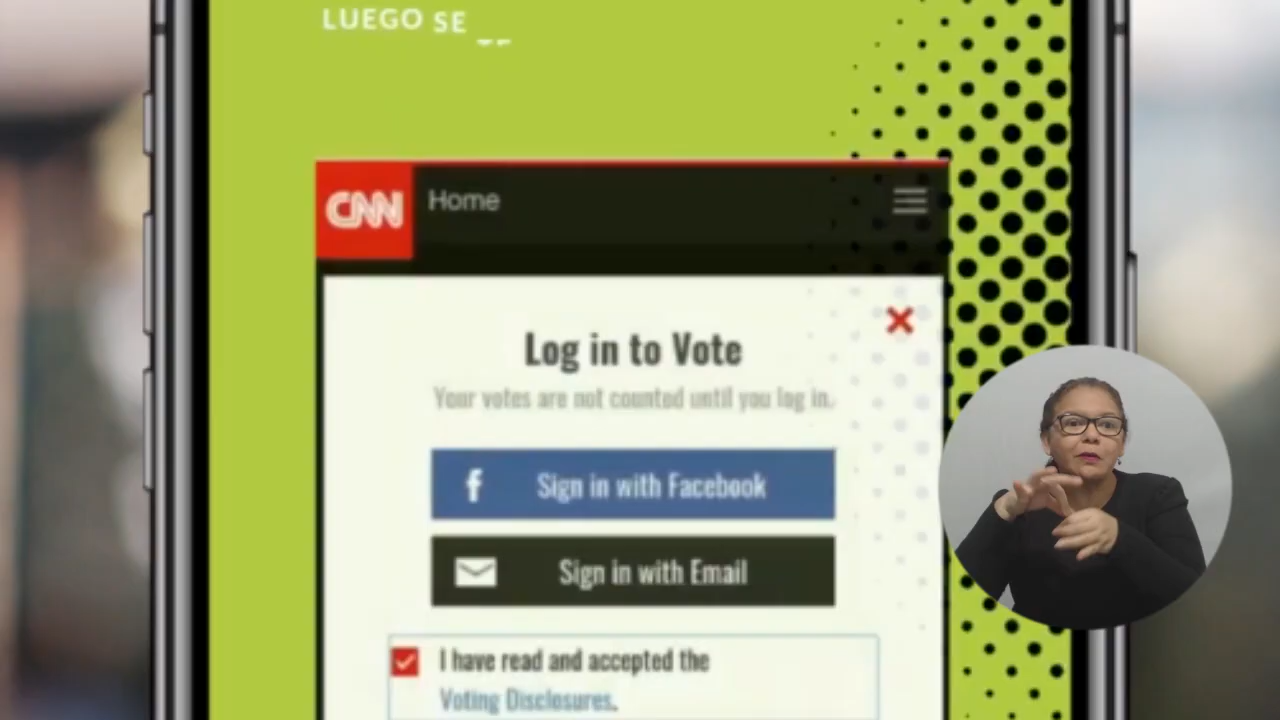 LUEGO SE
CNN
Home
Log in to Vote
Your votes are not counted until you log in.
f
Sign in with Facebook
Sign in with Email
I have read and accepted the
Voting Disclosures.